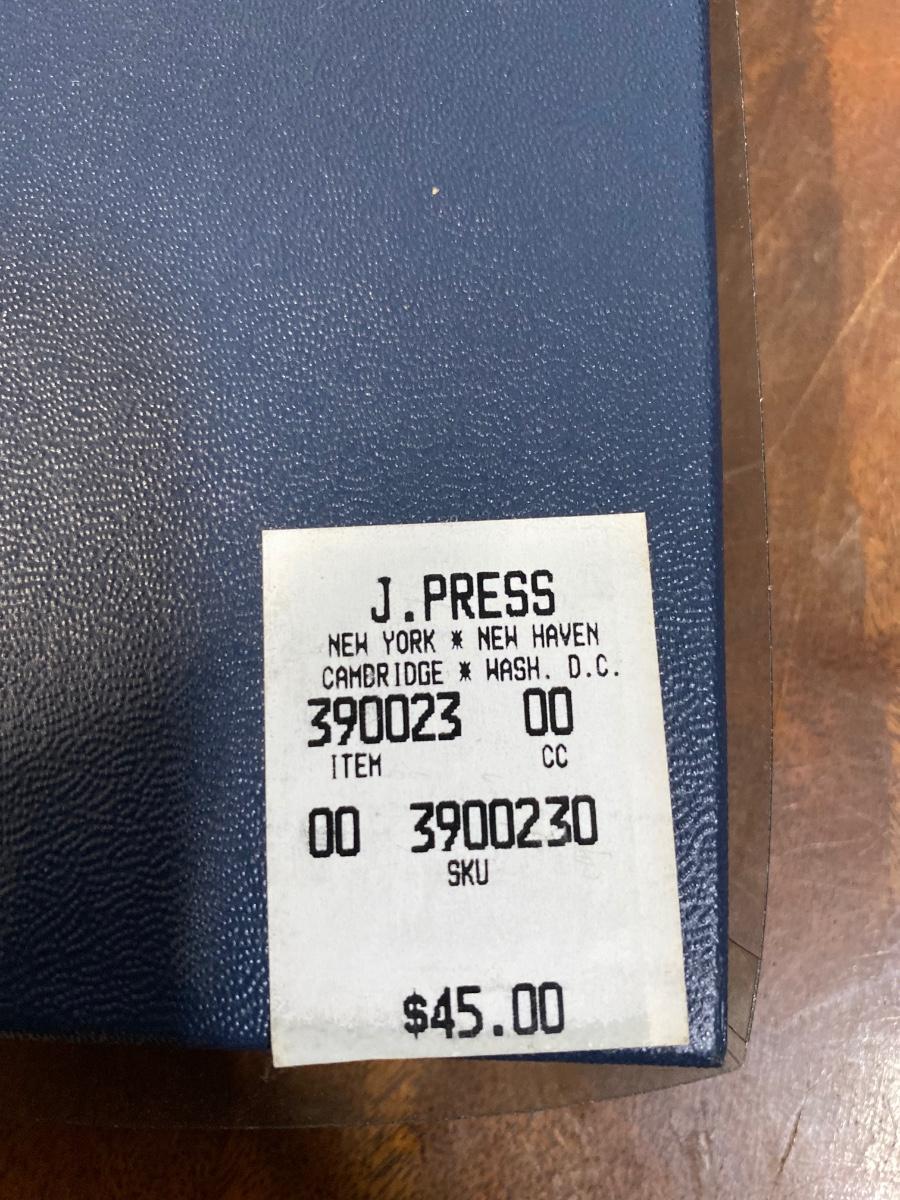 J.PRESS
NEW YORK * NEW HAVEN
CAMBRIDGE * WASH. D.C.
390023 00
ITEM CC
00 3900230
SKU
$45.00